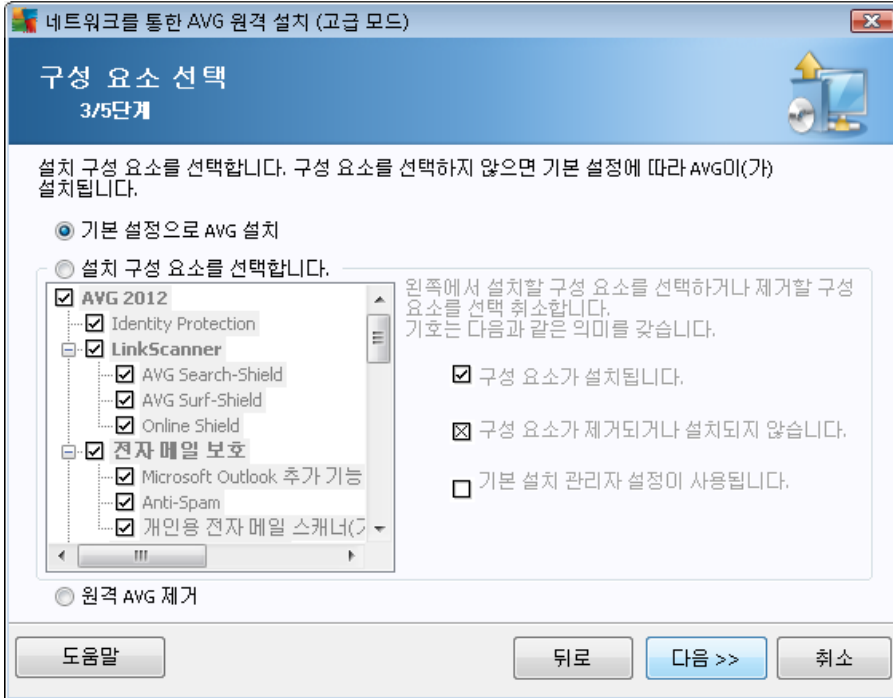 네트워크를 통한 AVG 원격 설치 (고급 모드)
구성 요소 선택
3/5단계
설치 구성 요소를 선택합니다. 구성 요소를 선택하지 않으면 기본 설정에 따라 AVG이(가)
설치됩니다.
기본 설정으로 AVG 설치
설치 구성 요소를 선택합니다.
AVG 2012
Identity Protection
LinkScanner
AVG Search-Shield
AVG Surf-Shield
Online Shield
전자 메일 보호
Microsoft Outlook 추가 기능
Anti-Spam
개인용 전자 메일 스캐너(
왼쪽에서 설치할 구성 요소를 선택하거나 제거할 구성
요소를 선택 취소합니다.
기호는 다음과 같은 의미를 갖습니다.
구성 요소가 설치됩니다.
구성 요소가 제거되거나 설치되지 않습니다.
기본 설치 관리자 설정이 사용됩니다.
원격 AVG 제거
도움말
뒤로
다음 >>
취소